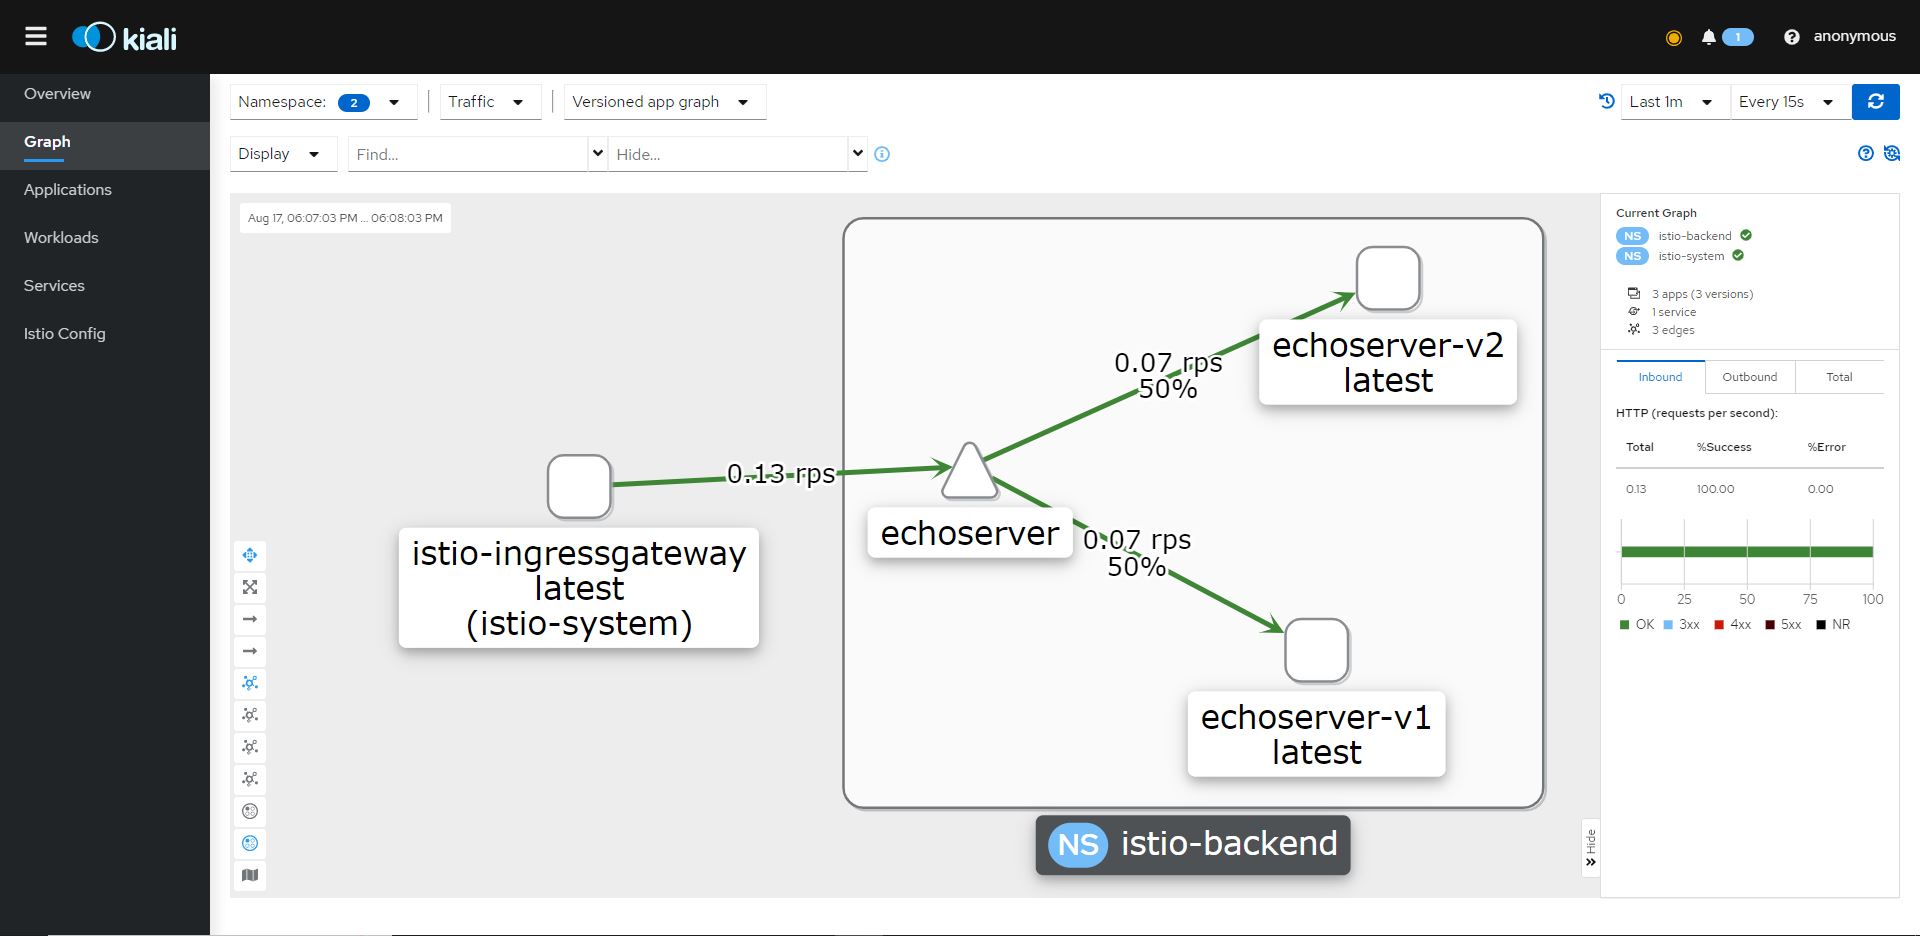 kiali
1
anonymous
Overview
Graph
Applications
Workloads
Services
Istio Config
Namespace: 2
Traffic
Versioned app graph
Last 1m
Every 15s
Display
Find...
Hide...
Aug 17, 06:07:03 PM ... 06:08:03 PM
echoserver-v2
latest
0.07 rps
50%
0.13 rps
echoserver
istio-ingressgateway
latest
(istio-system)
0.07 rps
50%
echoserver-v1
latest
NS istio-backend
Hide
Current Graph
NS istio-backend
NS istio-system
3 apps (3 versions)
1 service
3 edges
Inbound Outbound Total
HTTP (requests per second):
Total %Success %Error
0.13 100.00 0.00
0 25 50 75 100
OK 3xx 4xx 5xx NR